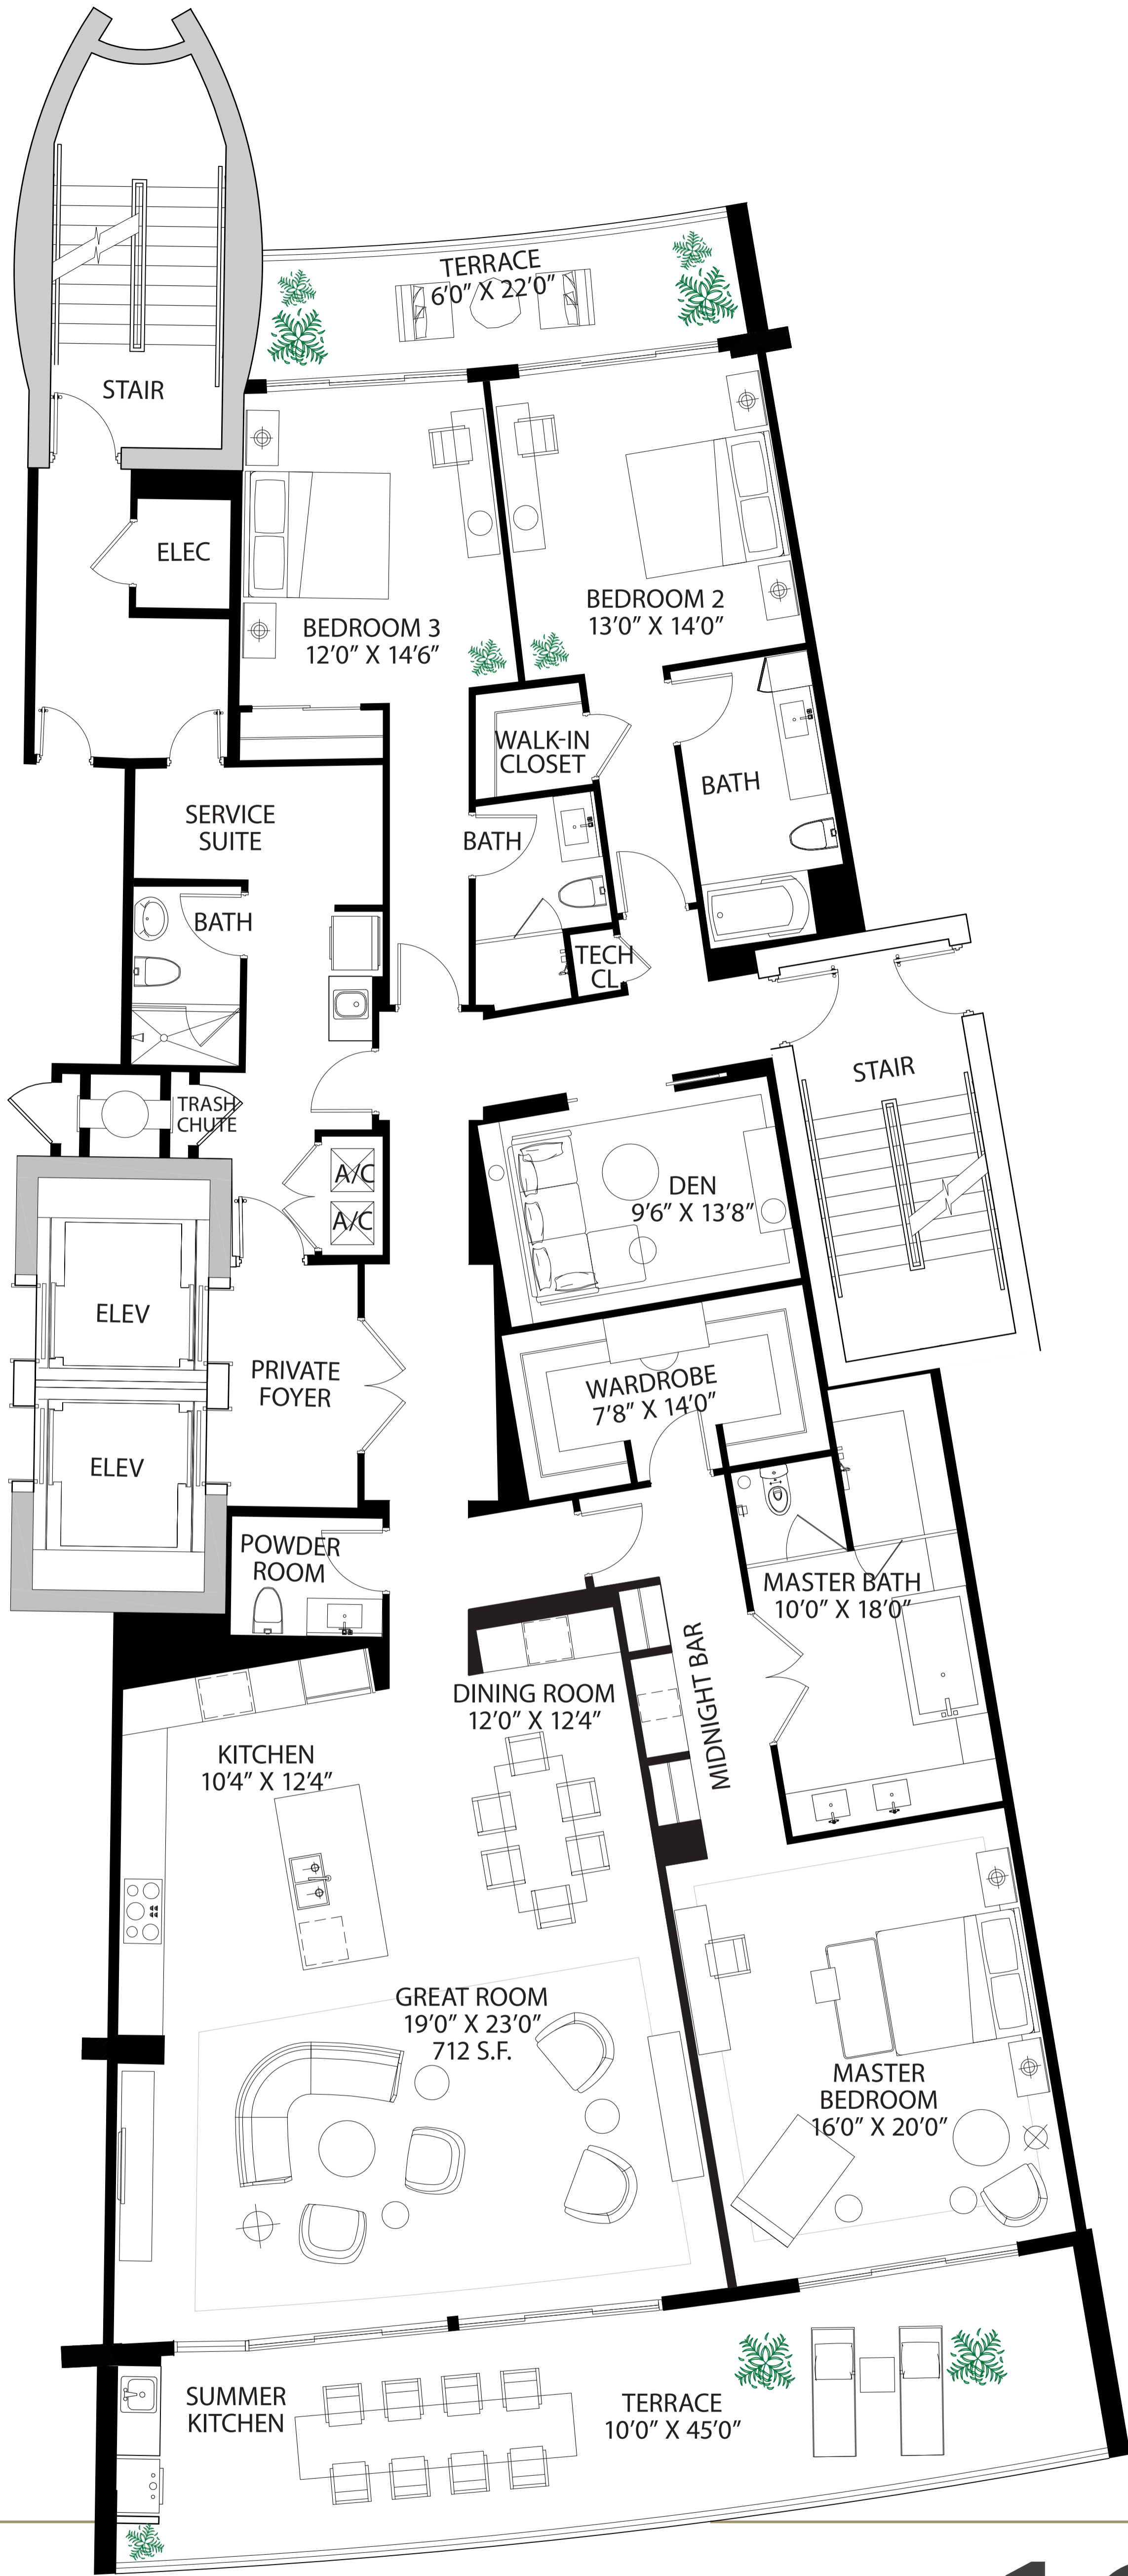 TERRACE
6'0" X 22'0"
STAIR
ELEC
BEDROOM 3
12'0" X 14'6"
BEDROOM 2
13'0" X 14'0"
WALK-IN
CLOSET
BATH
SERVICE
SUITE
BATH
BATH
TECH
CL
STAIR
TRASH
CHUTE
A/C
A/C
DEN
9'6" X 13'8"
ELEV
PRIVATE
FOYER
WARDROBE
7'8" X 14'0"
ELEV
POWDER
ROOM
MASTER BATH
10'0" X 18'0"
MIDNIGHT BAR
DINING ROOM
12'0" X 12'4"
KITCHEN
10'4" X 12'4"
GREAT ROOM
19'0" X 23'0"
712 S.F.
MASTER
BEDROOM
16'0" X 20'0"
SUMMER
KITCHEN
TERRACE
10'0" X 45'0"